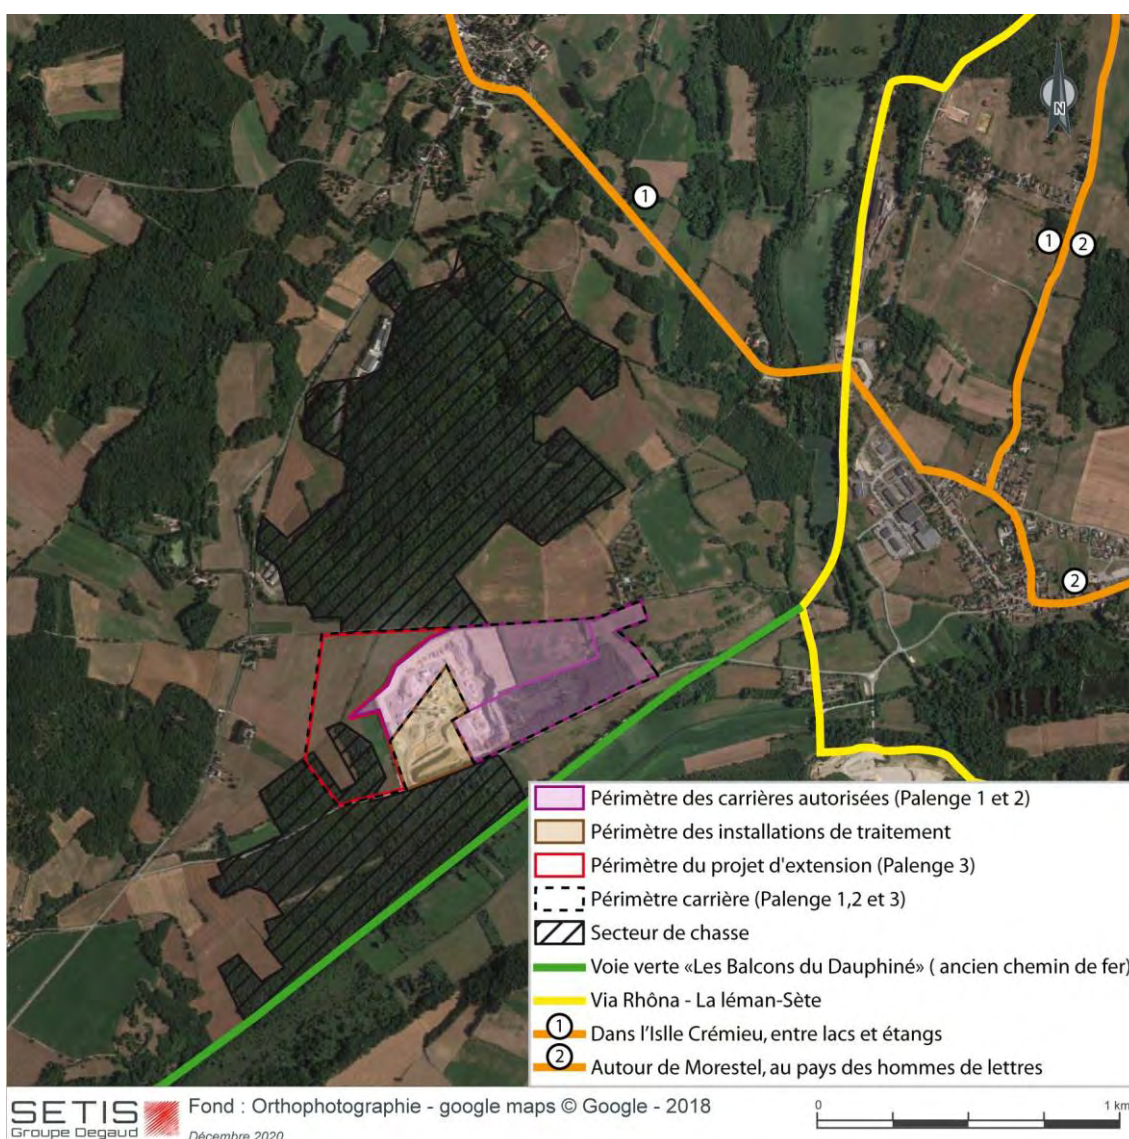 N
1
1
2
2
Périmètre des carrières autorisées (Palenge 1 et 2)
Périmètre des installations de traitement
Périmètre du projet d'extension (Palenge 3)
Périmètre carrière (Palenge 1,2 et 3)
Secteur de chasse
Voie verte «Les Balcons du Dauphiné» ( ancien chemin de fer)
Via Rhôna - La léman-Sète
1 Dans l'Islle Crémieu, entre lacs et étangs
2 Autour de Morestel, au pays des hommes de lettres
SETIS
Groupe Degaud
Fond : Orthophotographie - google maps © Google - 2018
Décembre 2020
0 1 km